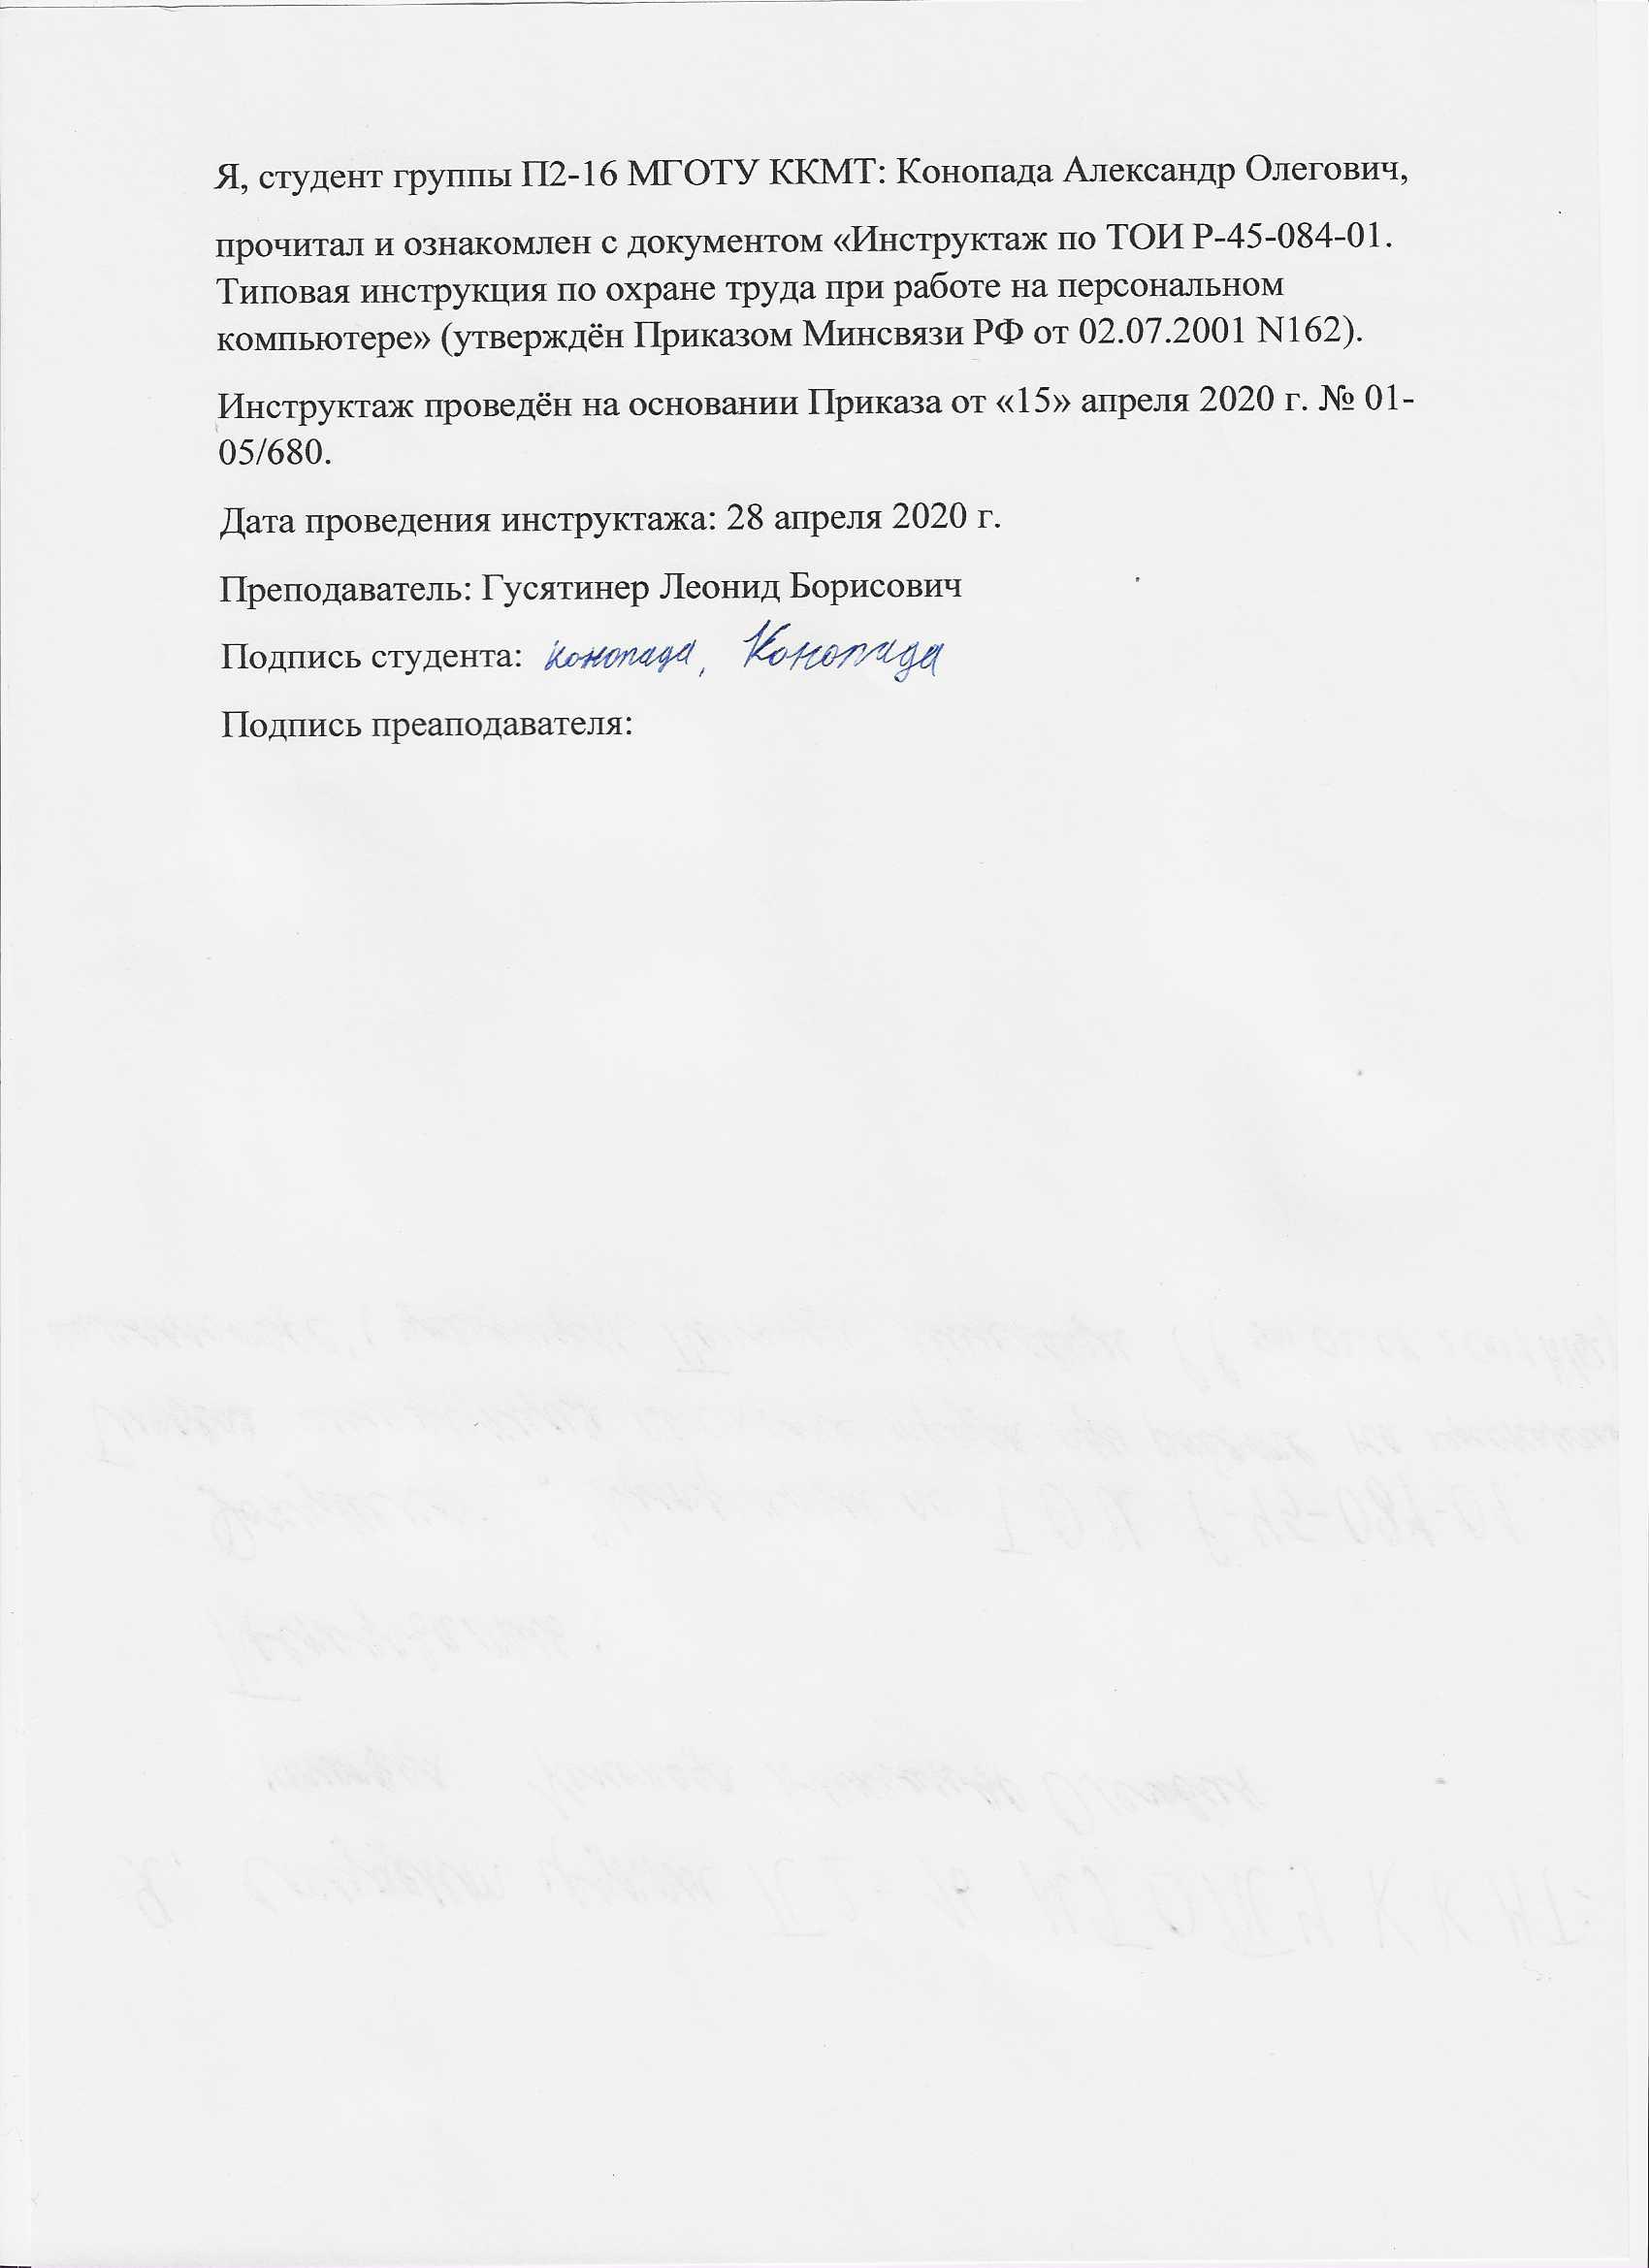 Я, студент группы П2-16 МГОТУ ККМТ: Конопада Александр Олегович,
прочитал и ознакомлен с документом «Инструктаж по ТОИ Р-45-084-01.
Типовая инструкция по охране труда при работе на персональном
компьютере» (утверждён Приказом Минсвязи РФ от 02.07.2001 N162).
Инструктаж проведён на основании Приказа от «15» апреля 2020 г. № 01-
05/680.
Дата проведения инструктажа: 28 апреля 2020 г.
Преподаватель: Гусятинер Леонид Борисович
Подпись студента: конопада, Конопада
Подпись преаподавателя: